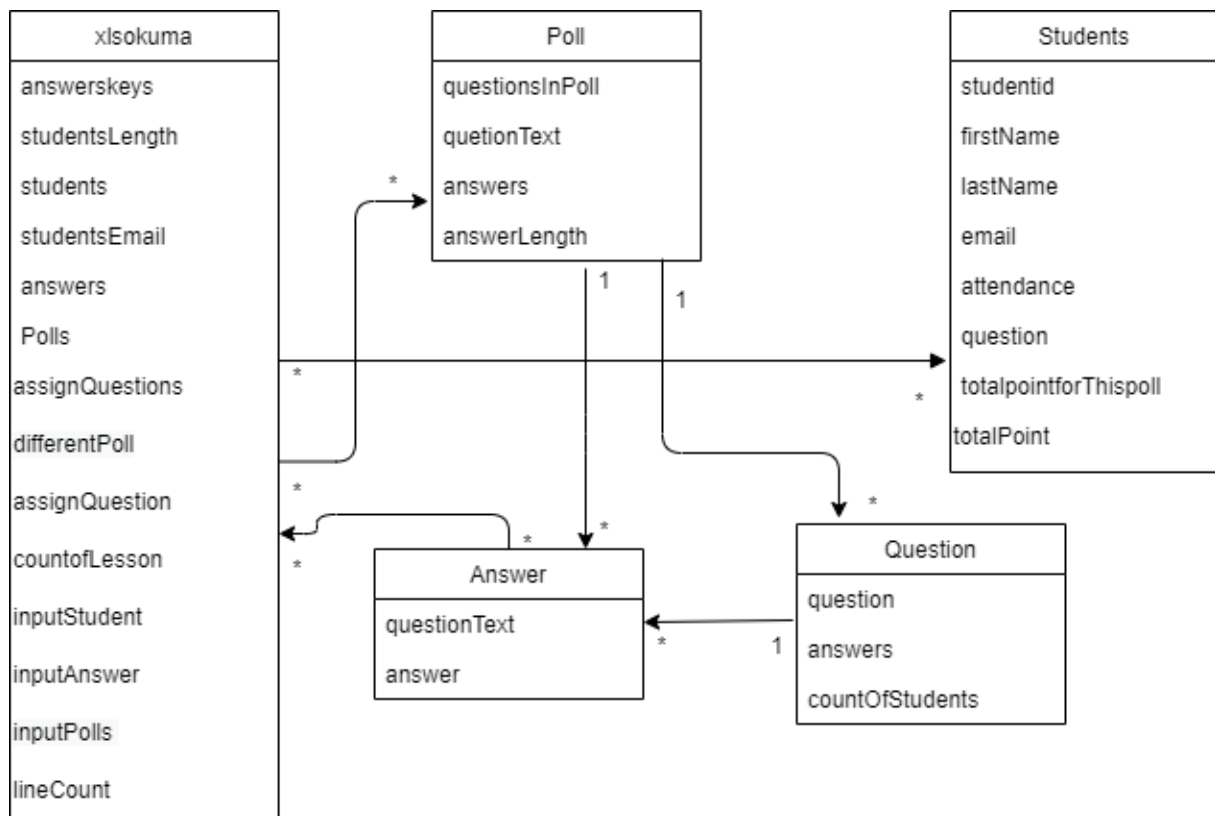 xlsokuma
answerskeys
studentsLength
students
studentsEmail
answers
Polls
assignQuestions
differentPoll
assignQuestion
countofLesson
inputStudent
inputAnswer
inputPolls
lineCount
Poll
questionsInPoll
quetionText
answers
answerLength
Students
studentid
firstName
lastName
email
attendance
question
totalpointforThispoll
totalPoint
*
1
1
*
*
*
*
*
*
*
*
1
Answer
questionText
answer
Question
question
answers
countOfStudents